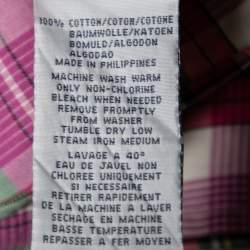 100% COTTON/COTON/COTONE
BAUMWOLLE/KATOEN
BOMULD/ALGODON
ALGODAO
MADE IN PHILIPPINES
MACHINE WASH WARM
ONLY NON-CHLORINE
BLEACH WHEN NEEDED
REMOVE PROMPTLY
FROM WASHER
TUMBLE DRY LOW
STEAM IRON MEDIUM
LAVAGE A 40°
EAU DE JAVEL NON
CHLOREE UNIQUEMENT
SI NECESSAIRE
RETIRER RAPIDEMENT
DE LA MACHINE A LAVER
SECHAGE EN MACHINE
BASSE TEMPERATURE
REPASSER A FER MOYEN